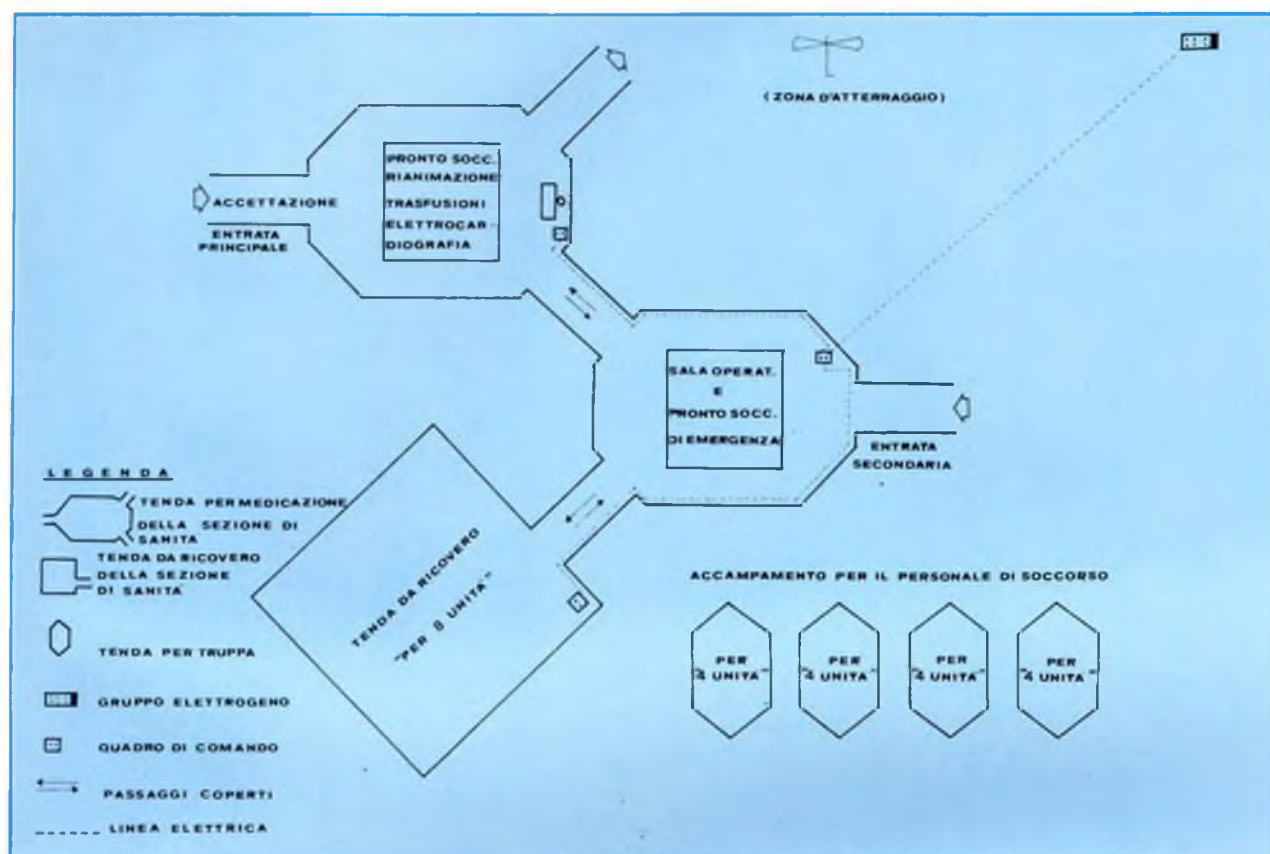 (ZONA D'ATTERRAGGIO)
PRONTO SOCC.
RIANIMAZIONE
TRASFUSIONI
ELETTROCAR-
DIOGRAFIA
ACCETTAZIONE
ENTRATA
PRINCIPALE
SALA OPERAT.
E
PRONTO SOCC.
DI EMERGENZA
ENTRATA
SECONDARIA
TENDA DA RICOVERO
"PER 8 UNITA"
LEGENDA
TENDA PER MEDICAZIONE
DELLA SEZIONE DI
SANITA
TENDA DA RICOVERO
DELLA SEZIONE
DI SANITA
TENDA PER TRUPPA
GRUPPO ELETTROGENO
QUADRO DI COMANDO
PASSAGGI COPERTI
LINEA ELETTRICA
ACCAMPAMENTO PER IL PERSONALE DI SOCCORSO
PER
"4 UNITA"
PER
"4 UNITA"
PER
"4 UNITA"
PER
"4 UNITA"